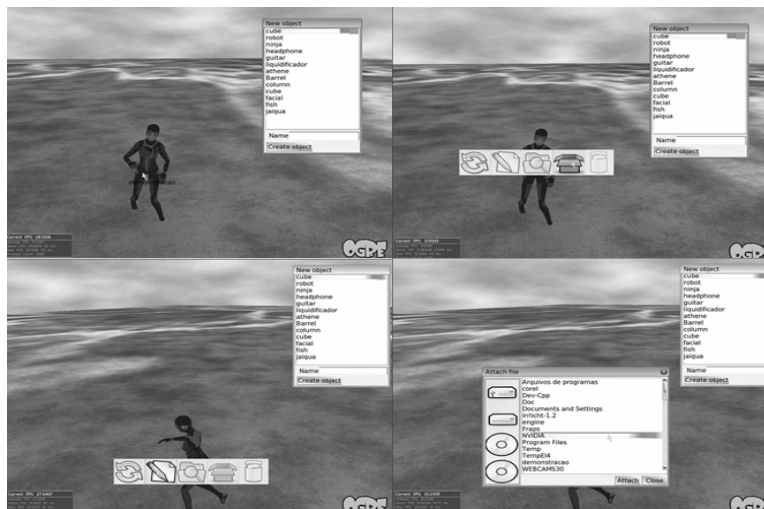 New object
cube
robot
ninja
headphone
guitar
liquidificador
athene
Barrel
column
cube
facial
fish
jaiqua
Name
Create object
demonstracao
OGRE
New object
cube
robot
ninja
headphone
guitar
liquidificador
athene
Barrel
column
cube
facial
fish
jaiqua
Name
Create object
OGRE
New object
cube
robot
ninja
headphone
guitar
liquidificador
athene
Barrel
column
cube
facial
fish
jaiqua
Name
Create object
OGRE
New object
cube
robot
ninja
headphone
guitar
liquidificador
athene
Barrel
column
cube
facial
fish
jaiqua
Name
Create object
Attach file
Arquivos de programas
corel
Dev-Cpp
Doc
Documents and Settings
irrlicht-1.2
engine
Fraps
NVIDIA
Program Files
Temp
TempEI4
demonstracao
WEBCAM530
Attach Close
OGRE